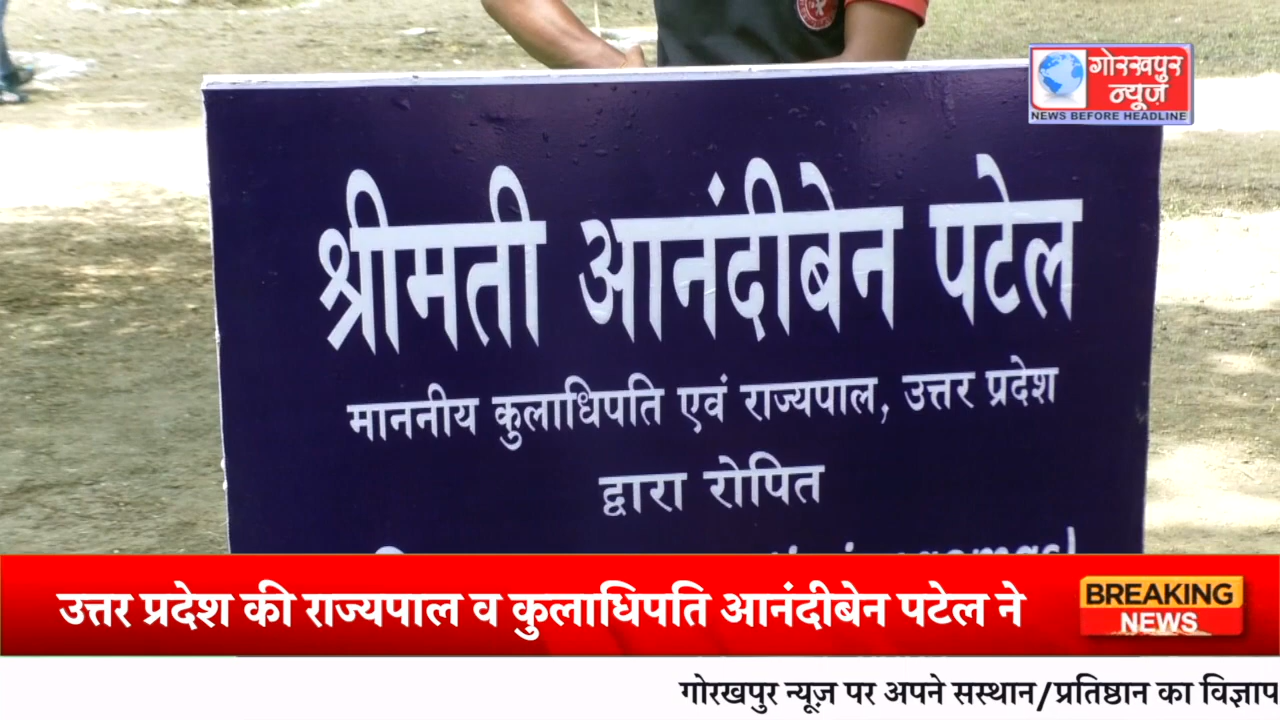 गोरखपुर
न्यूज़
NEWS BEFORE HEADLINE
श्रीमती आनंदीबेन पटेल
माननीय कुलाधिपति एवं राज्यपाल, उत्तर प्रदेश
द्वारा रोपित
उत्तर प्रदेश की राज्यपाल व कुलाधिपति आनंदीबेन पटेल ने
BREAKING
NEWS
गोरखपुर न्यूज़ पर अपने सस्थान/प्रतिष्ठान का विज्ञाप